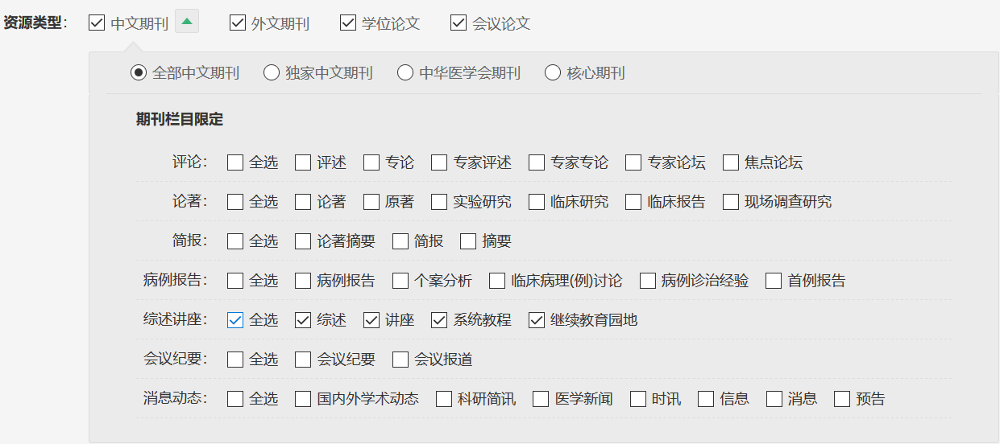 资源类型： 中文期刊 外文期刊 学位论文 会议论文
全部中文期刊 独家中文期刊 中华医学会期刊 核心期刊
期刊栏目限定
评论： 全选 评述 专论 专家评述 专家专论 专家论坛 焦点论坛
论著： 全选 论著 原著 实验研究 临床研究 临床报告 现场调查研究
简报： 全选 论著摘要 简报 摘要
病例报告： 全选 病例报告 个案分析 临床病理(例)讨论 病例诊治经验 首例报告
综述讲座： 全选 综述 讲座 系统教程 继续教育园地
会议纪要： 全选 会议纪要 会议报道
消息动态： 全选 国内外学术动态 科研简讯 医学新闻 时讯 信息 消息 预告